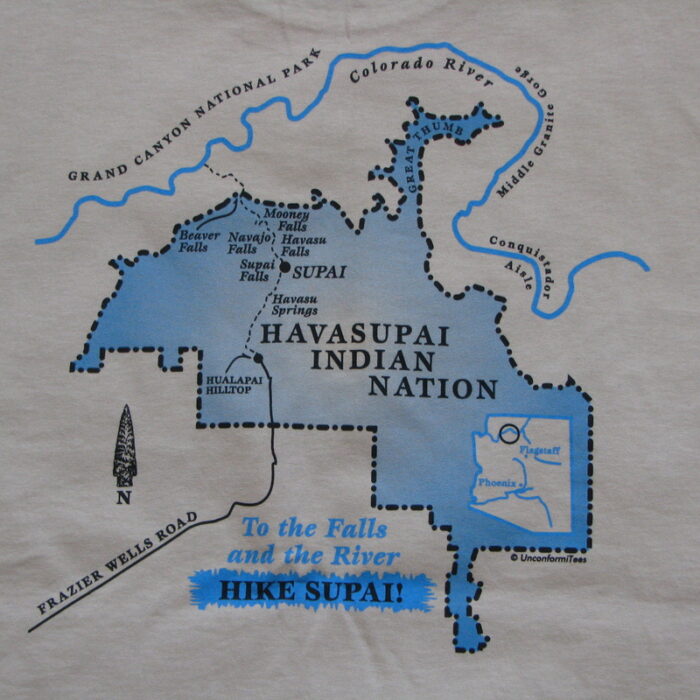 GRAND CANYON NATIONAL PARK
Colorado River
Middle Granite Gorge
GREAT THUMB
Conquistador
Aisle
Mooney
Falls
Beaver
Falls
Navajo
Falls
Havasu
Falls
Supai
Falls
SUPAI
Havasu
Springs
HAVASUPAI
INDIAN
NATION
HUALAPAI
HILLTOP
Flagstaff
Phoenix
N
FRAZIER WELLS ROAD
To the Falls
and the River
HIKE SUPAI!
© UnconformiTees